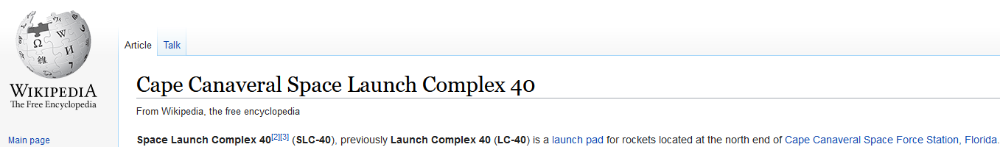 Article Talk
Cape Canaveral Space Launch Complex 40
WIKIPEDIA
The Free Encyclopedia
From Wikipedia, the free encyclopedia
Main page
Space Launch Complex 40[2][3] (SLC-40), previously Launch Complex 40 (LC-40) is a launch pad for rockets located at the north end of Cape Canaveral Space Force Station, Florida.